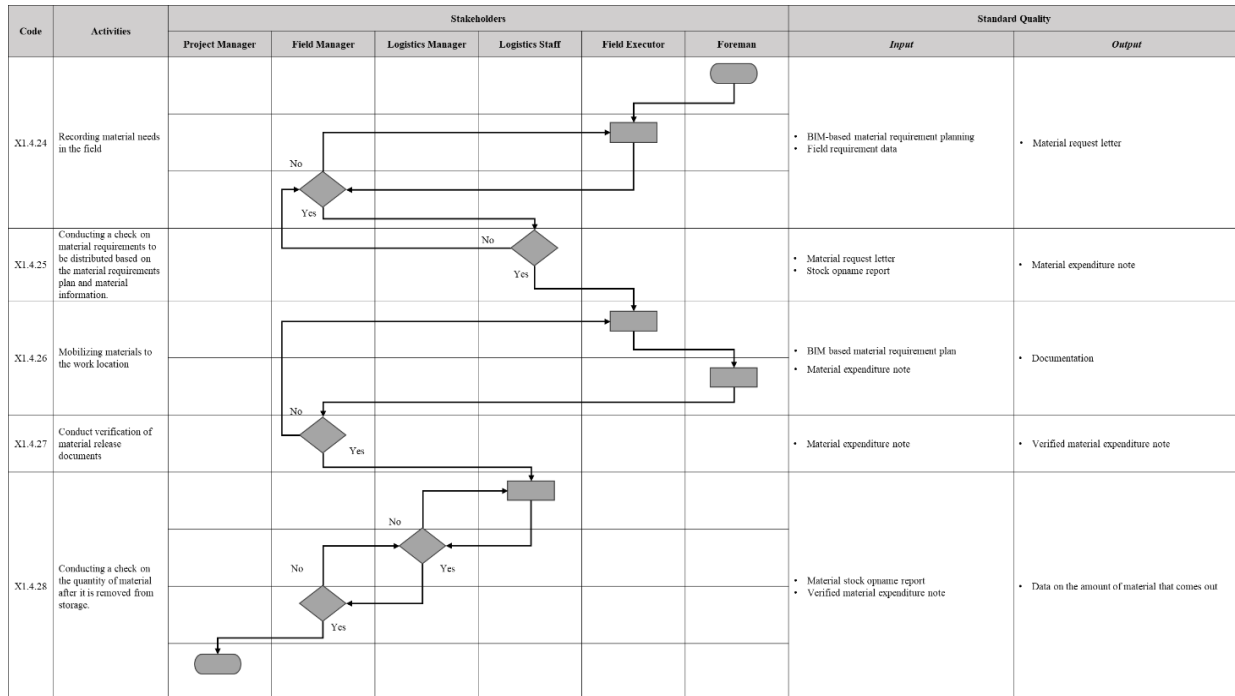 Code
Activities
Stakeholders
Standard Quality
Project Manager
Field Manager
Logistics Manager
Logistics Staff
Field Executor
Foreman
Input
Output
X1.4.24
Recording material needs
in the field
No
Yes
• BIM-based material requirement planning
• Field requirement data
• Material request letter
X1.4.25
Conducting a check on
material requirements to
be distributed based on
the material requirements
plan and material
information.
No
Yes
• Material request letter
• Stock opname report
• Material expenditure note
X1.4.26
Mobilizing materials to
the work location
• BIM based material requirement plan
• Material expenditure note
• Documentation
X1.4.27
Conduct verification of
material release
documents
No
Yes
• Material expenditure note
• Verified material expenditure note
X1.4.28
Conducting a check on
the quantity of material
after it is removed from
storage.
No
Yes
No
Yes
• Material stock opname report
• Verified material expenditure note
• Data on the amount of material that comes out